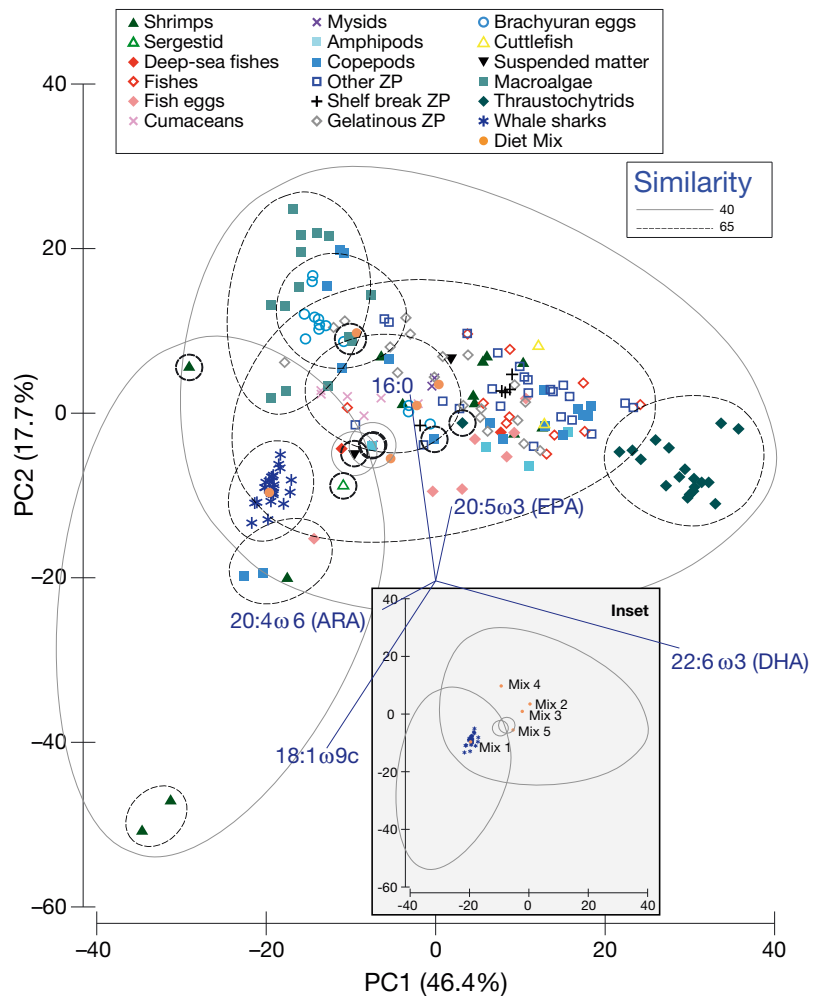 Shrimps
Sergestid
Deep-sea fishes
Fishes
Fish eggs
Cumaceans
Mysids
Amphipods
Copepods
Other ZP
Shelf break ZP
Gelatinous ZP
Brachyuran eggs
Cuttlefish
Suspended matter
Macroalgae
Thraustochytrids
Whale sharks
Diet Mix
Similarity
40
65
40
20
0
−20
−40
−60
PC2 (17.7%)
16:0
20:5ω3 (EPA)
20:4ω6 (ARA)
22:6 ω3 (DHA)
18:1ω9c
Inset
40
20
0
-20
-40
-60
Mix 4
Mix 2
Mix 3
Mix 5
Mix 1
-40
-20
0
20
40
−40
−20
0
20
40
PC1 (46.4%)